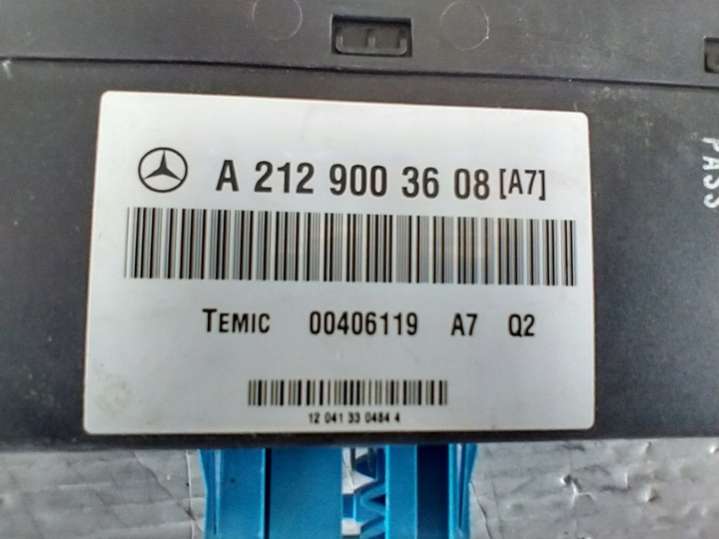 A 212 900 36 08 [A7]
TEMIC 00406119 A7 Q2
12 041 33 0484 4
PASS